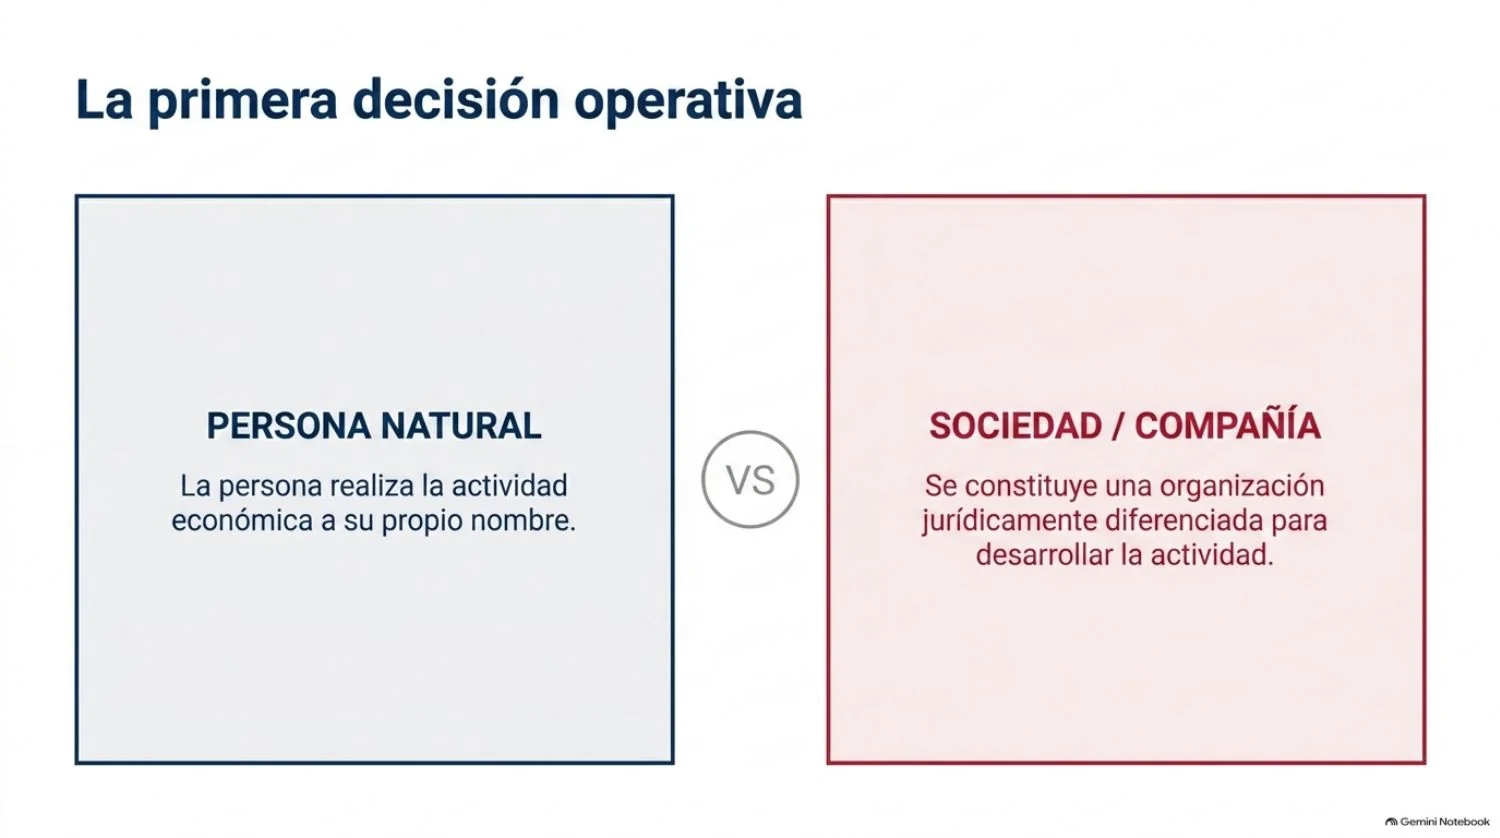 La primera decisión operativa
PERSONA NATURAL
La persona realiza la actividad
económica a su propio nombre.
VS
SOCIEDAD / COMPAÑÍA
Se constituye una organización
jurídicamente diferenciada para
desarrollar la actividad.
Gemini Notebook